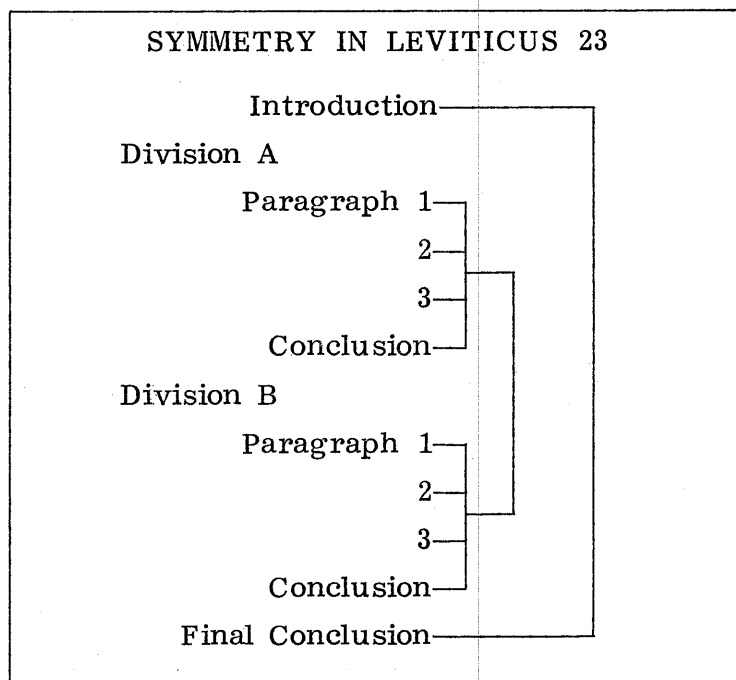 SYMMETRY IN LEVITICUS 23
Introduction
Division A
Paragraph 1
2
3
Conclusion
Division B
Paragraph 1
2
3
Conclusion
Final Conclusion